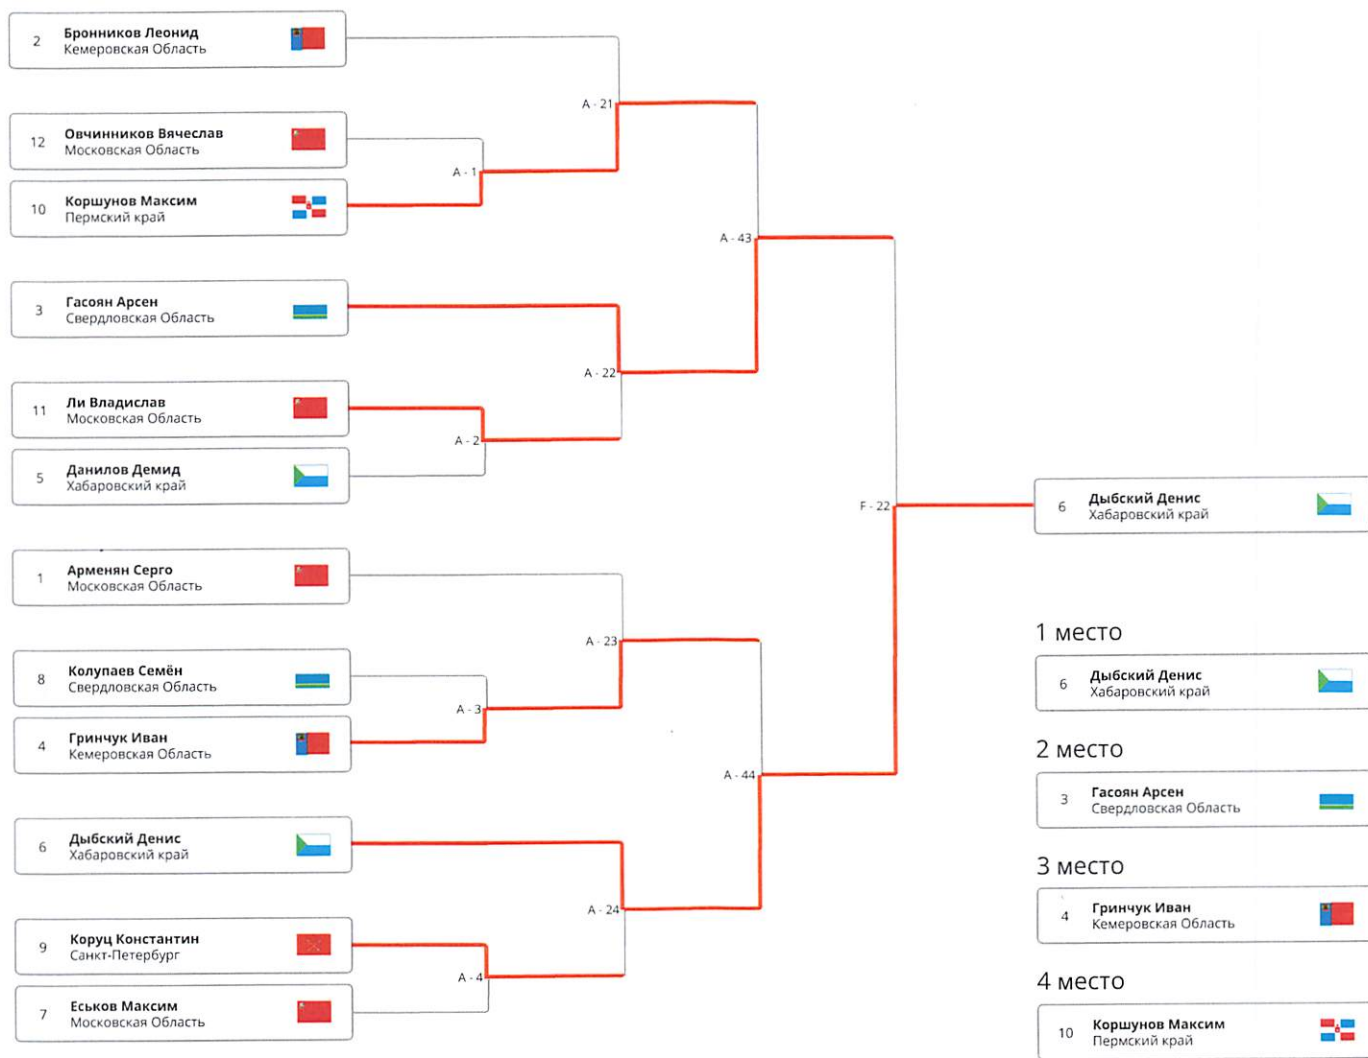 2
Бронников Леонид
Кемеровская Область
A - 21
12
Овчинников Вячеслав
Московская Область
A - 1
10
Коршунов Максим
Пермский край
A - 43
3
Гасоян Арсен
Свердловская Область
A - 22
11
Ли Владислав
Московская Область
A - 2
5
Данилов Демид
Хабаровский край
F - 22
6
Дыбский Денис
Хабаровский край
1
Арменян Серго
Московская Область
A - 23
8
Колупаев Семён
Свердловская Область
A - 3
4
Гринчук Иван
Кемеровская Область
A - 44
6
Дыбский Денис
Хабаровский край
A - 24
9
Коруц Константин
Санкт-Петербург
A - 4
7
Еськов Максим
Московская Область
1 место
6
Дыбский Денис
Хабаровский край
2 место
3
Гасоян Арсен
Свердловская Область
3 место
4
Гринчук Иван
Кемеровская Область
4 место
10
Коршунов Максим
Пермский край